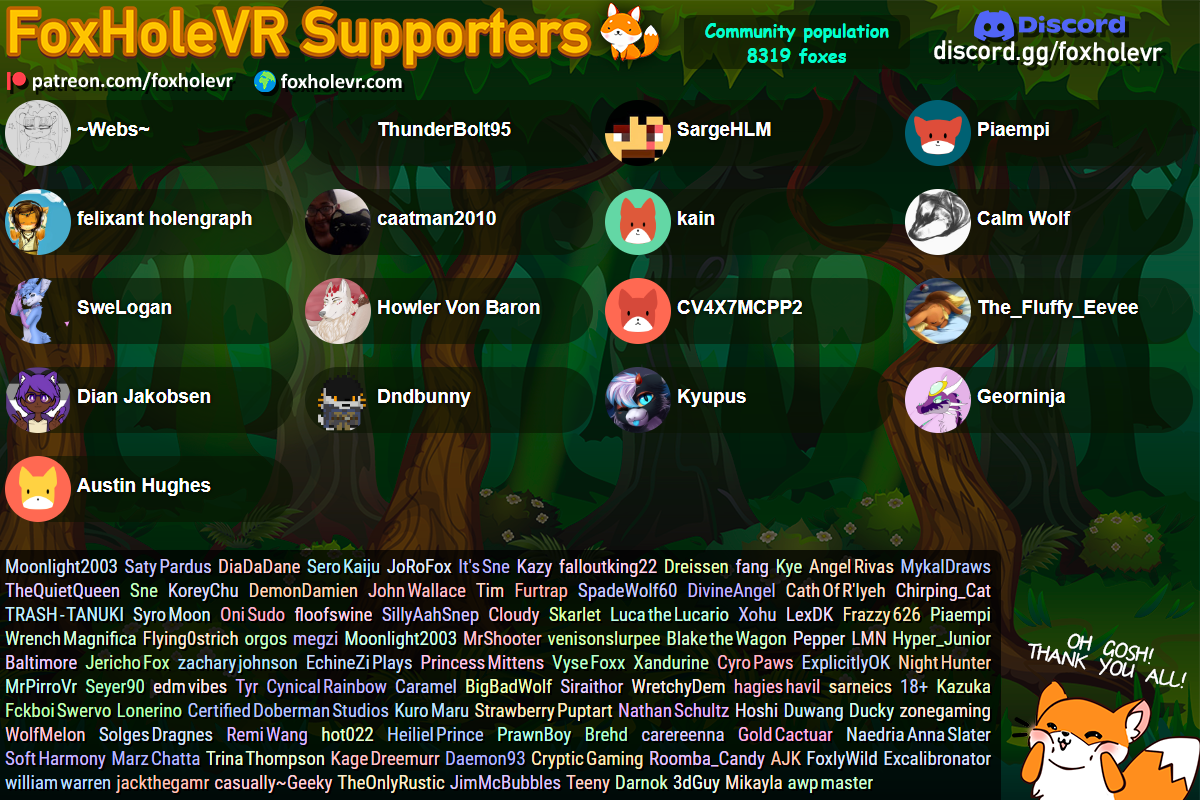 FoxHoleVR Supporters
Community population
8319 foxes
Discord
discord.gg/foxholevr
patreon.com/foxholevr foxholevr.com
~Webs~ ThunderBolt95 SargeHLM Piaempi
felixant holengraph caatman2010 kain Calm Wolf
SweLogan Howler Von Baron CV4X7MCPP2 The_Fluffy_Eevee
Dian Jakobsen Dndbunny Kyupus Georninja
Austin Hughes
Moonlight2003 Saty Pardus DiaDaDane Sero Kaiju JoRoFox It's Sne Kazy falloutking22 Dreissen fang Kye Angel Rivas MykalDraws
TheQuietQueen Sne KoreyChu DemonDamien John Wallace Tim Furtrap SpadeWolf60 DivineAngel Cath Of R'lyeh Chirping_Cat
TRASH-TANUKI Syro Moon Oni Sudo floofswine SillyAahSnep Cloudy Skarlet Luca the Lucario Xohu LexDK Frazzy 626 Piaempi
Wrench Magnifica Flying0strich orgos megzi Moonlight2003 MrShooter venisonslurpee Blake the Wagon Pepper LMN Hyper_Junior
Baltimore Jericho Fox zachary johnson EchineZi Plays Princess Mittens Vyse Foxx Xandurine Cyro Paws ExplicitlyOK Night Hunter
MrPirroVr Seyer90 edm vibes Tyr Cynical Rainbow Caramel BigBadWolf Siraithor WretchyDem hagies havil sarneics 18+ Kazuka
Fckboi Swervo Lonerino Certified Doberman Studios Kuro Maru Strawberry Puptart Nathan Schultz Hoshi Duwang Ducky zonegaming
WolfMelon Solges Dragnes Remi Wang hot022 Heiliel Prince PrawnBoy Brehd carereenna Gold Cactuar Naedria Anna Slater
Soft Harmony Marz Chatta Trina Thompson Kage Dreemurr Daemon93 Cryptic Gaming Roomba_Candy AJK FoxlyWild Excalibronator
william warren jackthegamr casually~Geeky TheOnlyRustic JimMcBubbles Teeny Darnok 3dGuy Mikayla awp master
OH GOSH!
THANK YOU ALL!